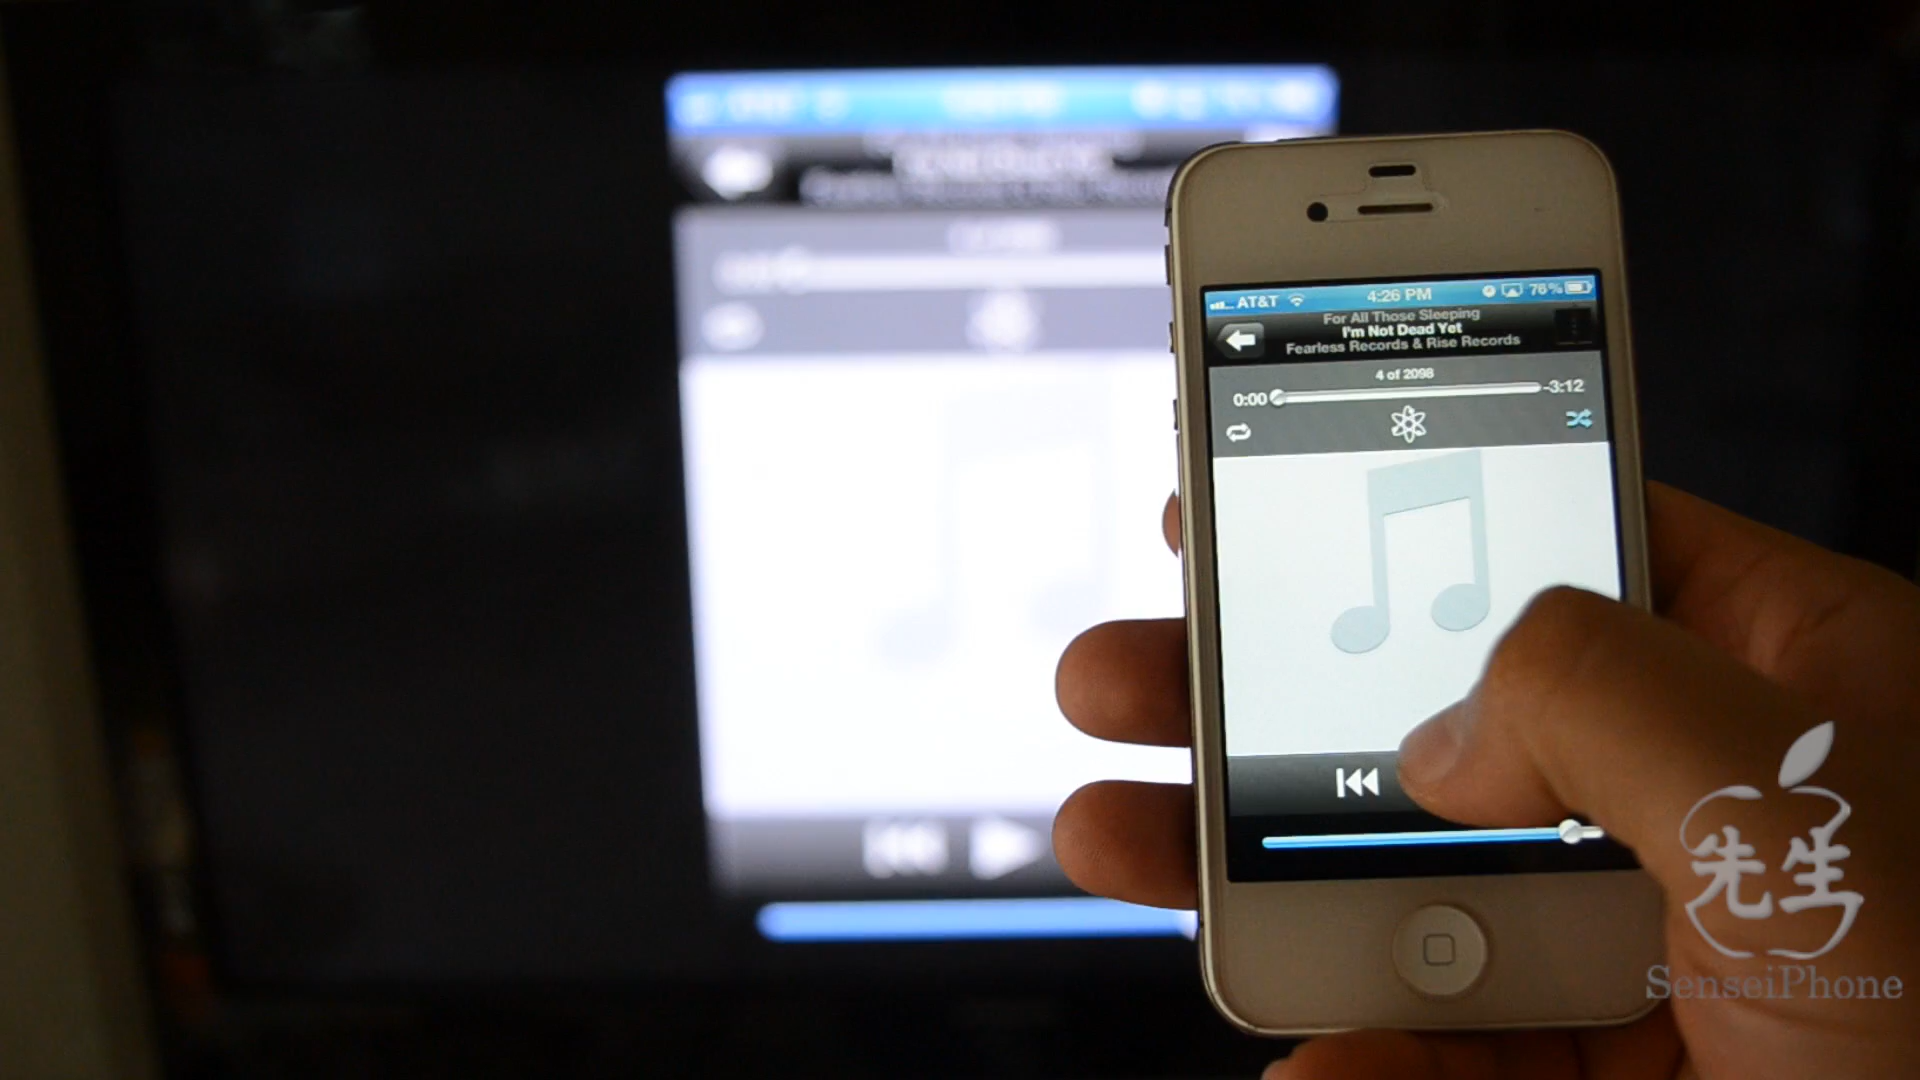 AT&T 4:26 PM 76%
For All Those Sleeping
I'm Not Dead Yet
Fearless Records & Rise Records
4 of 2098
0:00 -3:12
先生
SenseiPhone